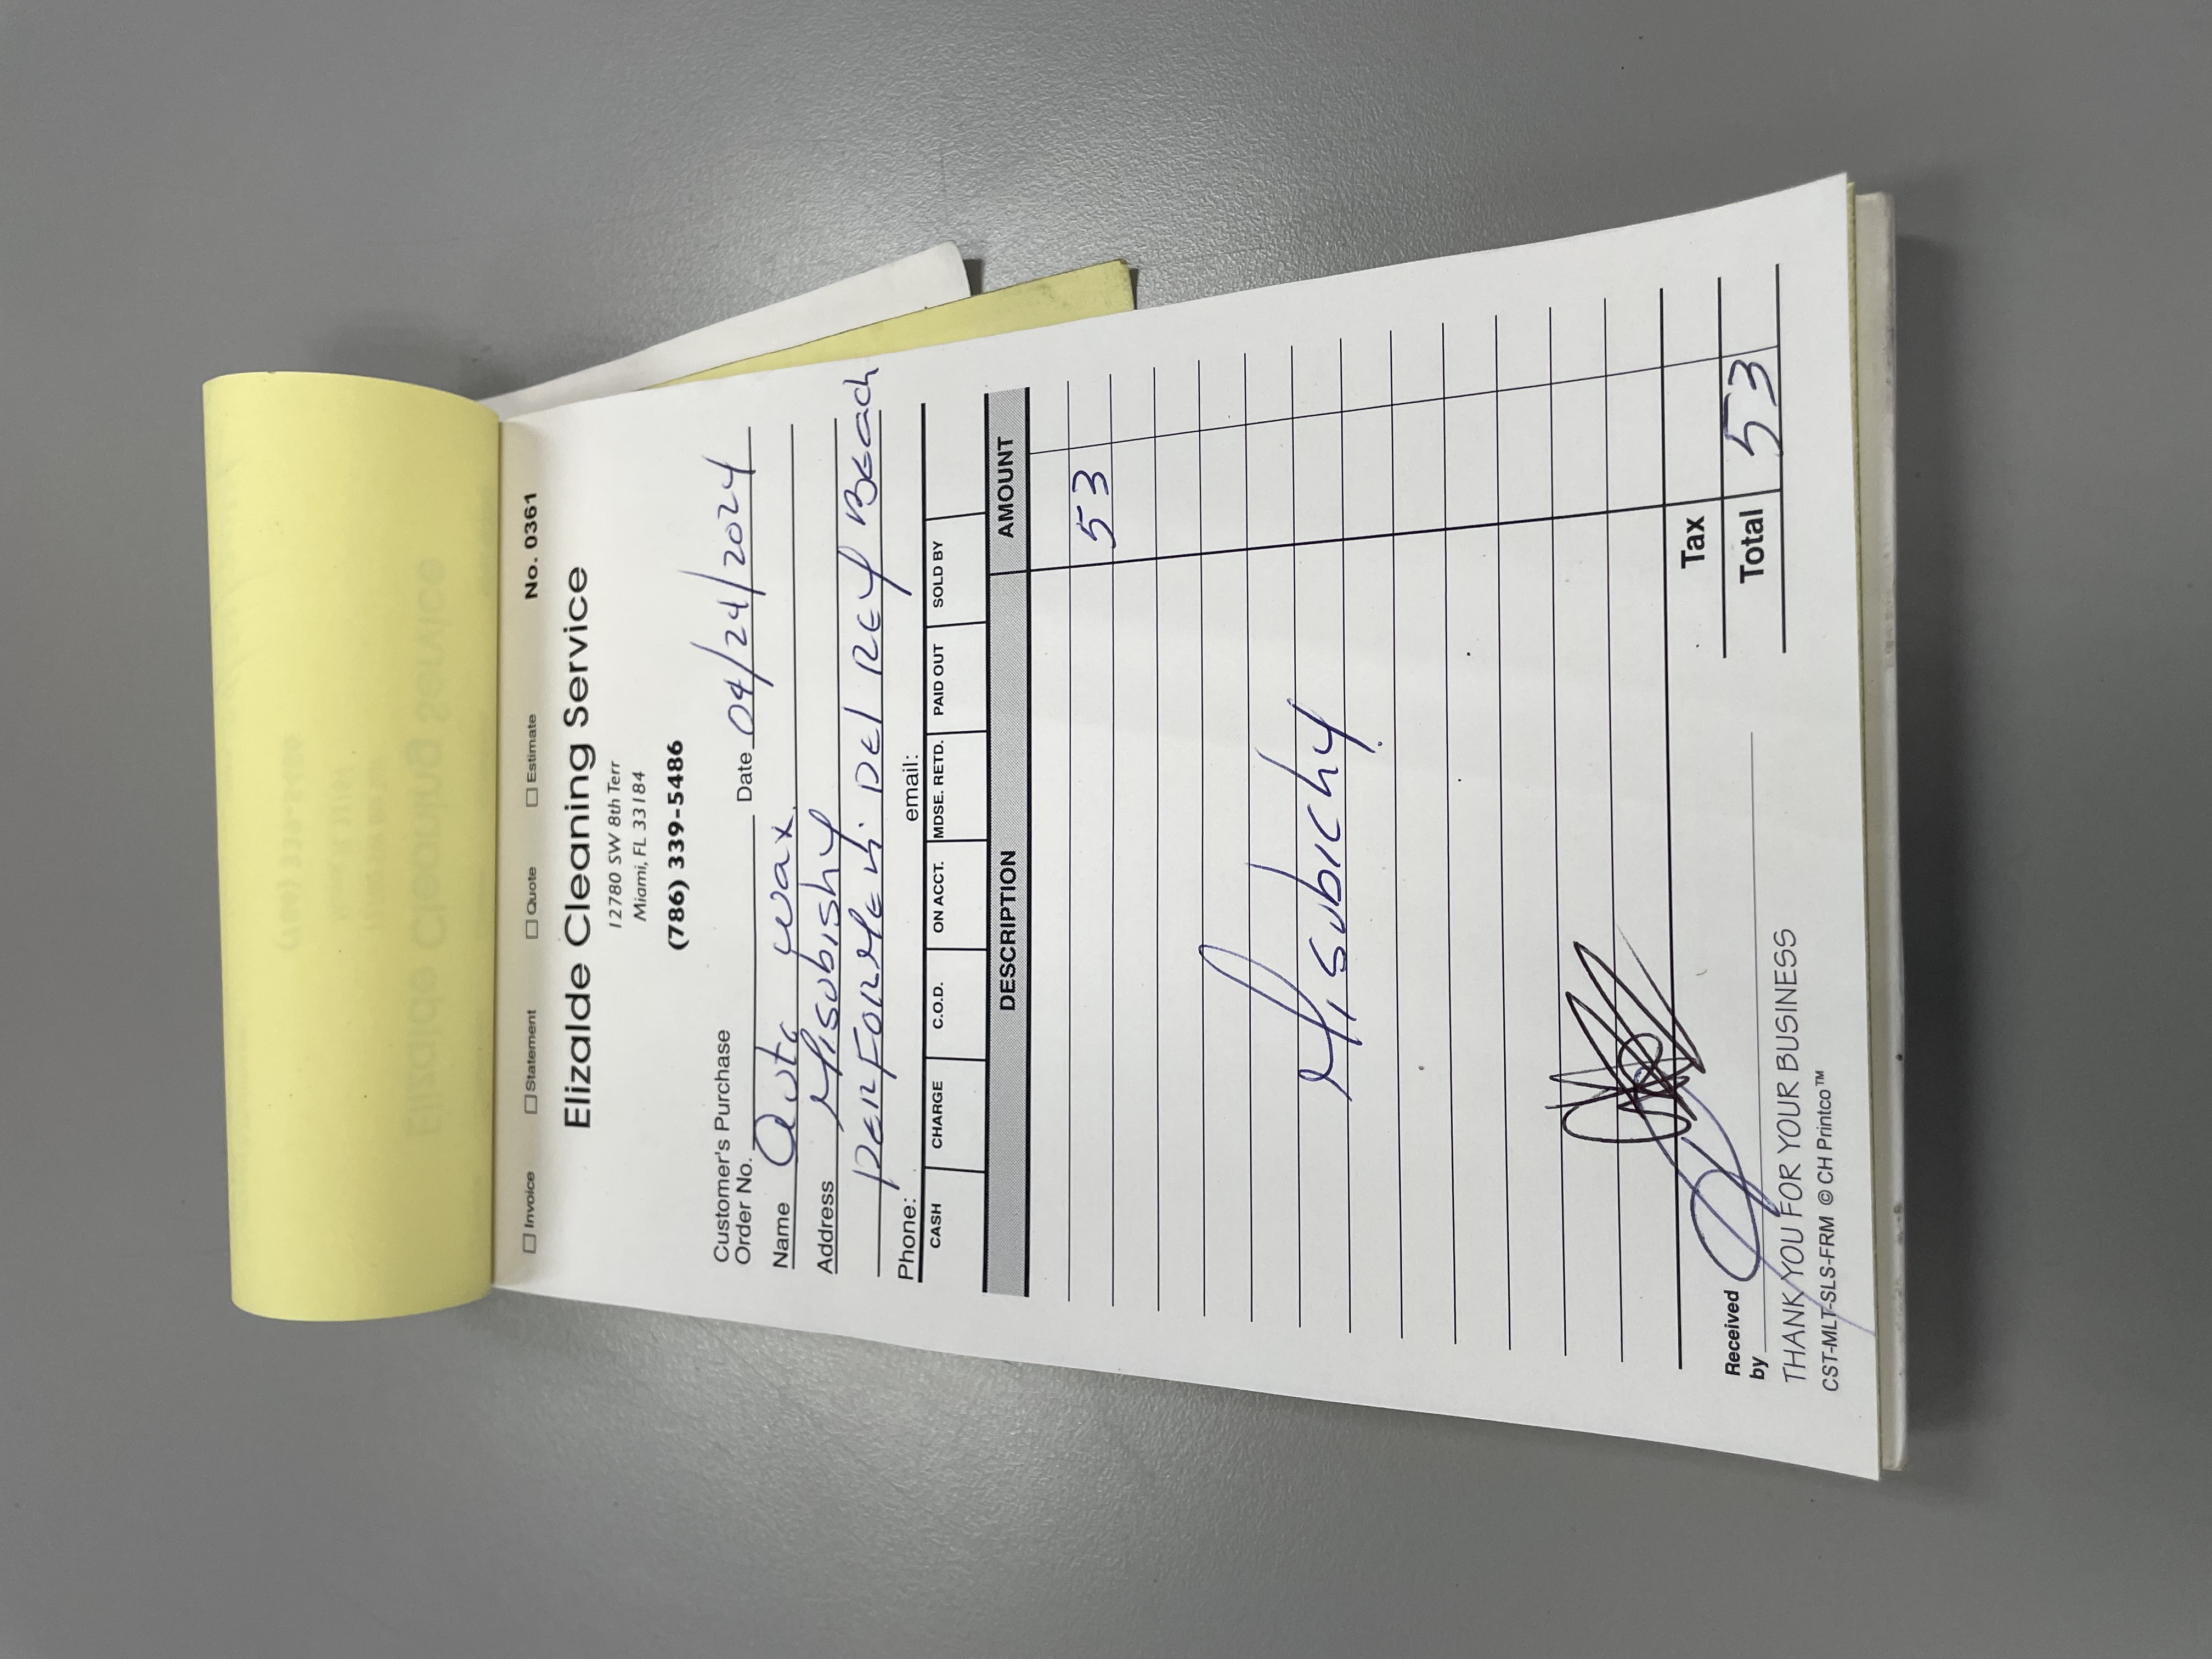 ☐ Invoice ☐ Statement ☐ Quote ☐ Estimate No. 0361
Elizalde Cleaning Service
12780 SW 8th Terr
Miami, FL 33184
(786) 339-5486
Customer's Purchase
Order No. Date 04/24/2024
Name Auto wax.
Address Misubishy
Performen: Del Rey Beach
Phone: email:
CASH CHARGE C.O.D. ON ACCT. MDSE. RETD. PAID OUT SOLD BY
DESCRIPTION AMOUNT
53
Misubichy.
Tax
Total 53
Received
by
THANK YOU FOR YOUR BUSINESS
CST-MLT-SLS-FRM © CH Printco™